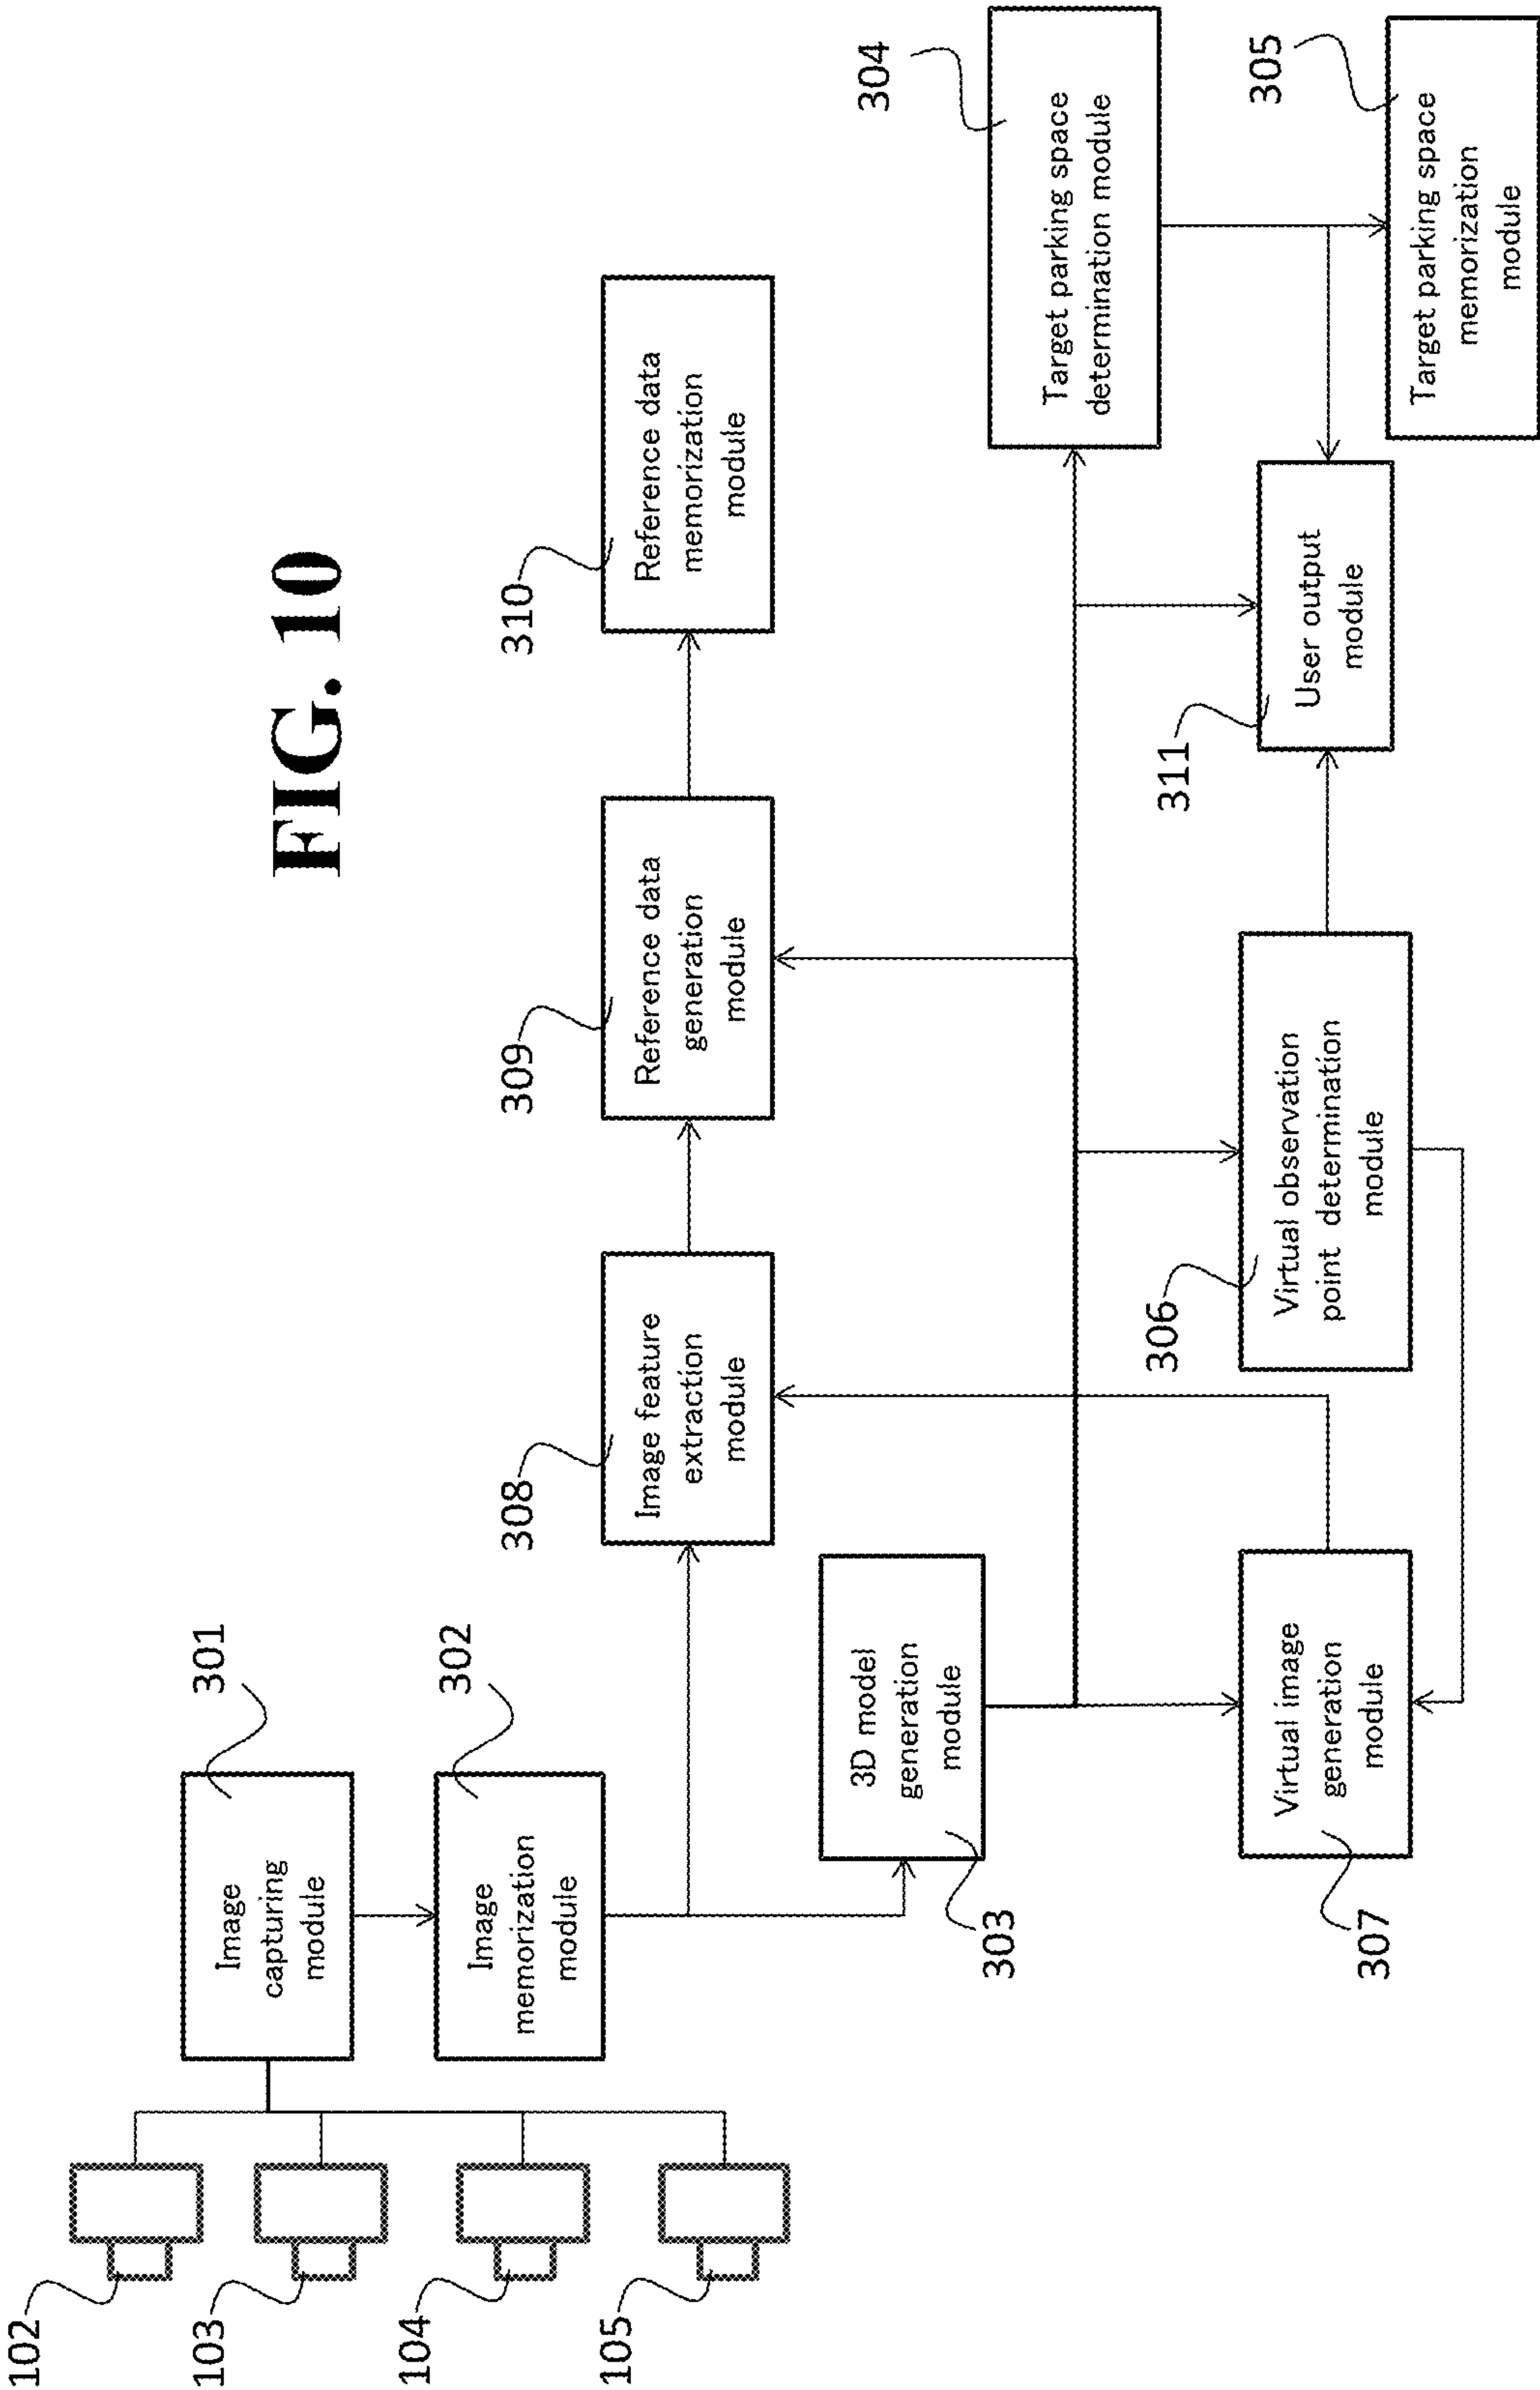 FIG. 10
102
103
104
105
301
Image
capturing
module
302
Image
memorization
module
308
Image feature
extraction
module
309
Reference data
generation
module
310
Reference data
memorization
module
303
3D model
generation
module
304
Target parking space
determination module
307
Virtual image
generation
module
306
Virtual observation
point determination
module
311
User output
module
305
Target parking space
memorization
module